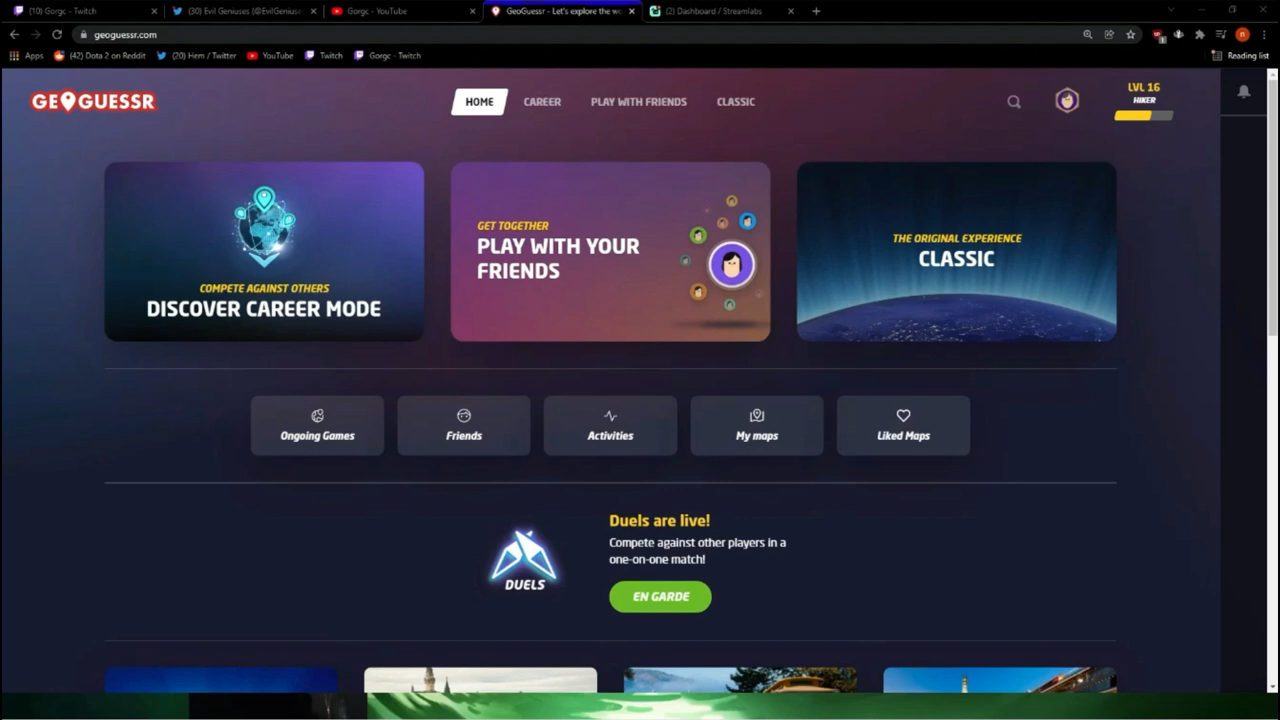 (10) Gorgc - Twitch
(30) Evil Geniuses (@EvilGeniuse
Gorgc - YouTube
GeoGuessr - Let's explore the w
(2) Dashboard / Streamlabs
geoguessr.com
n
Apps
(42) Dota 2 on Reddit
(20) Hem / Twitter
YouTube
Twitch
Gorgc - Twitch
Reading list
GEOGUESSR
HOME
CAREER
PLAY WITH FRIENDS
CLASSIC
LVL 16
HIKER
COMPETE AGAINST OTHERS
DISCOVER CAREER MODE
GET TOGETHER
PLAY WITH YOUR
FRIENDS
THE ORIGINAL EXPERIENCE
CLASSIC
Ongoing Games
Friends
Activities
My maps
Liked Maps
DUELS
Duels are live!
Compete against other players in a
one-on-one match!
EN GARDE